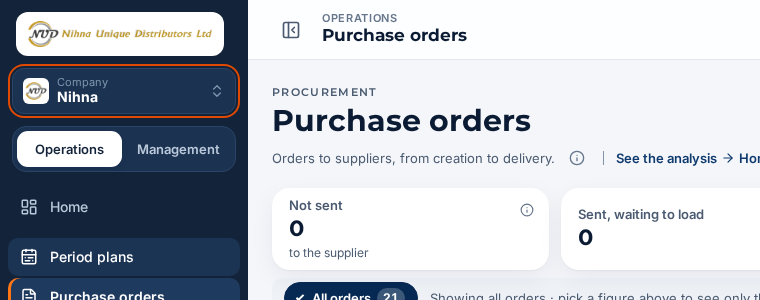 NUD Nihna Unique Distributors Ltd
NUD Company
Nihna
Operations Management
Home
Period plans
Purchase orders
OPERATIONS
Purchase orders
PROCUREMENT
Purchase orders
Orders to suppliers, from creation to delivery. See the analysis →
Not sent
0
to the supplier
Sent, waiting to load
0
✓ All orders 21 Showing all orders · pick a figure above to see only